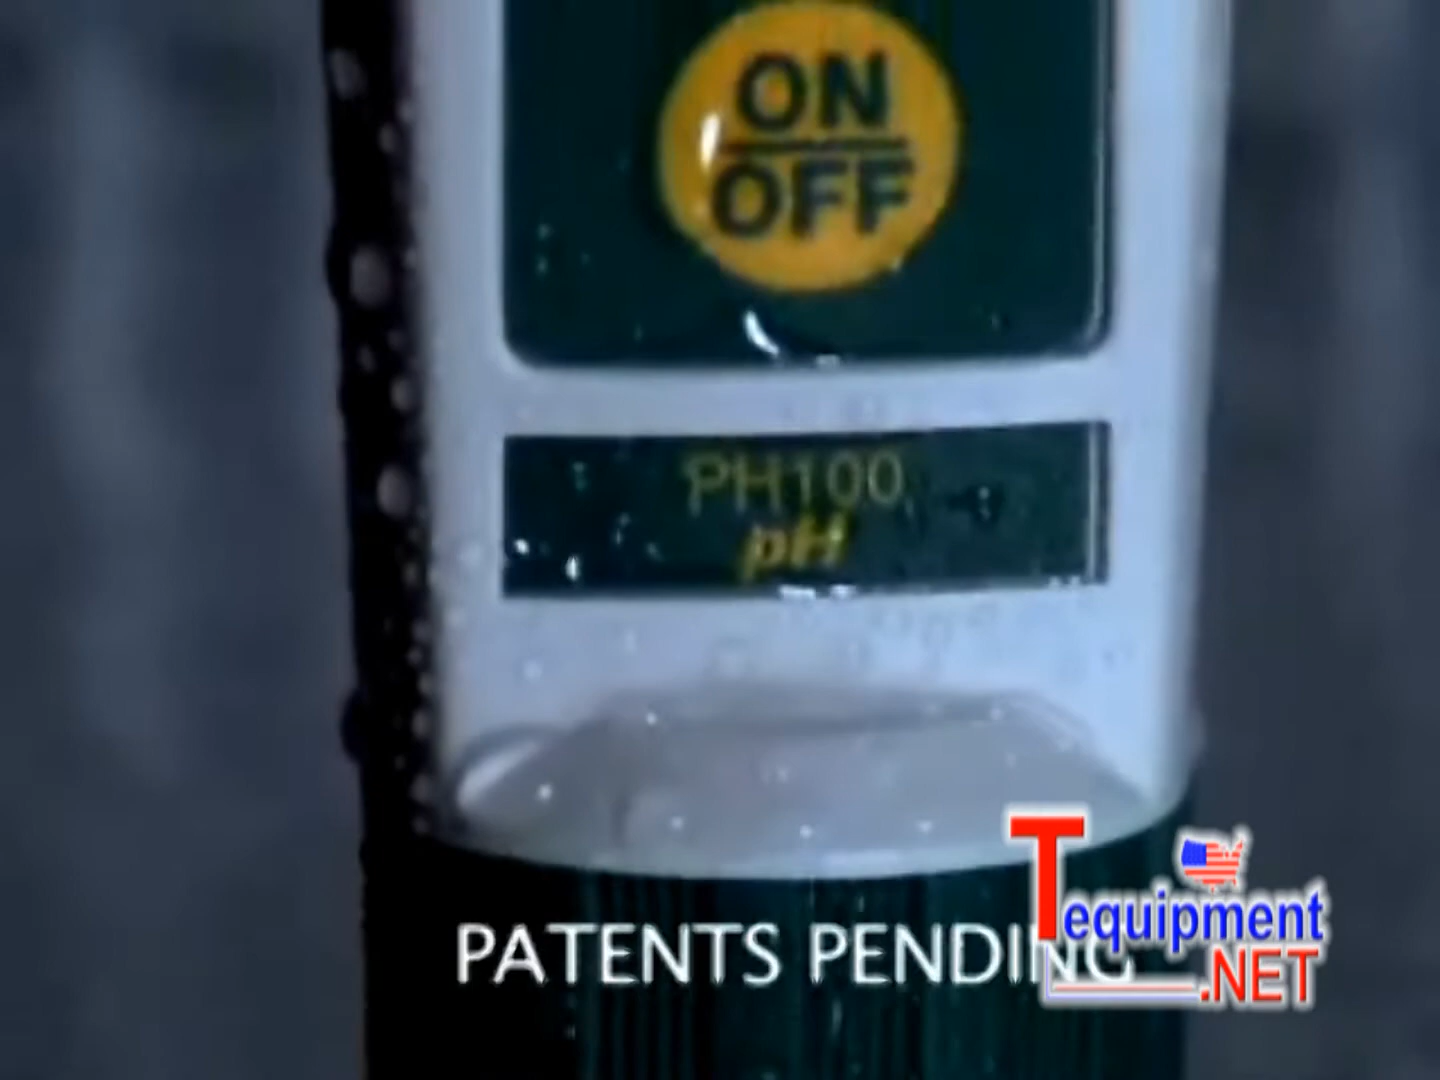 ON
OFF
PH100
pH
PATENTS PENDING
Tequipment
.NET